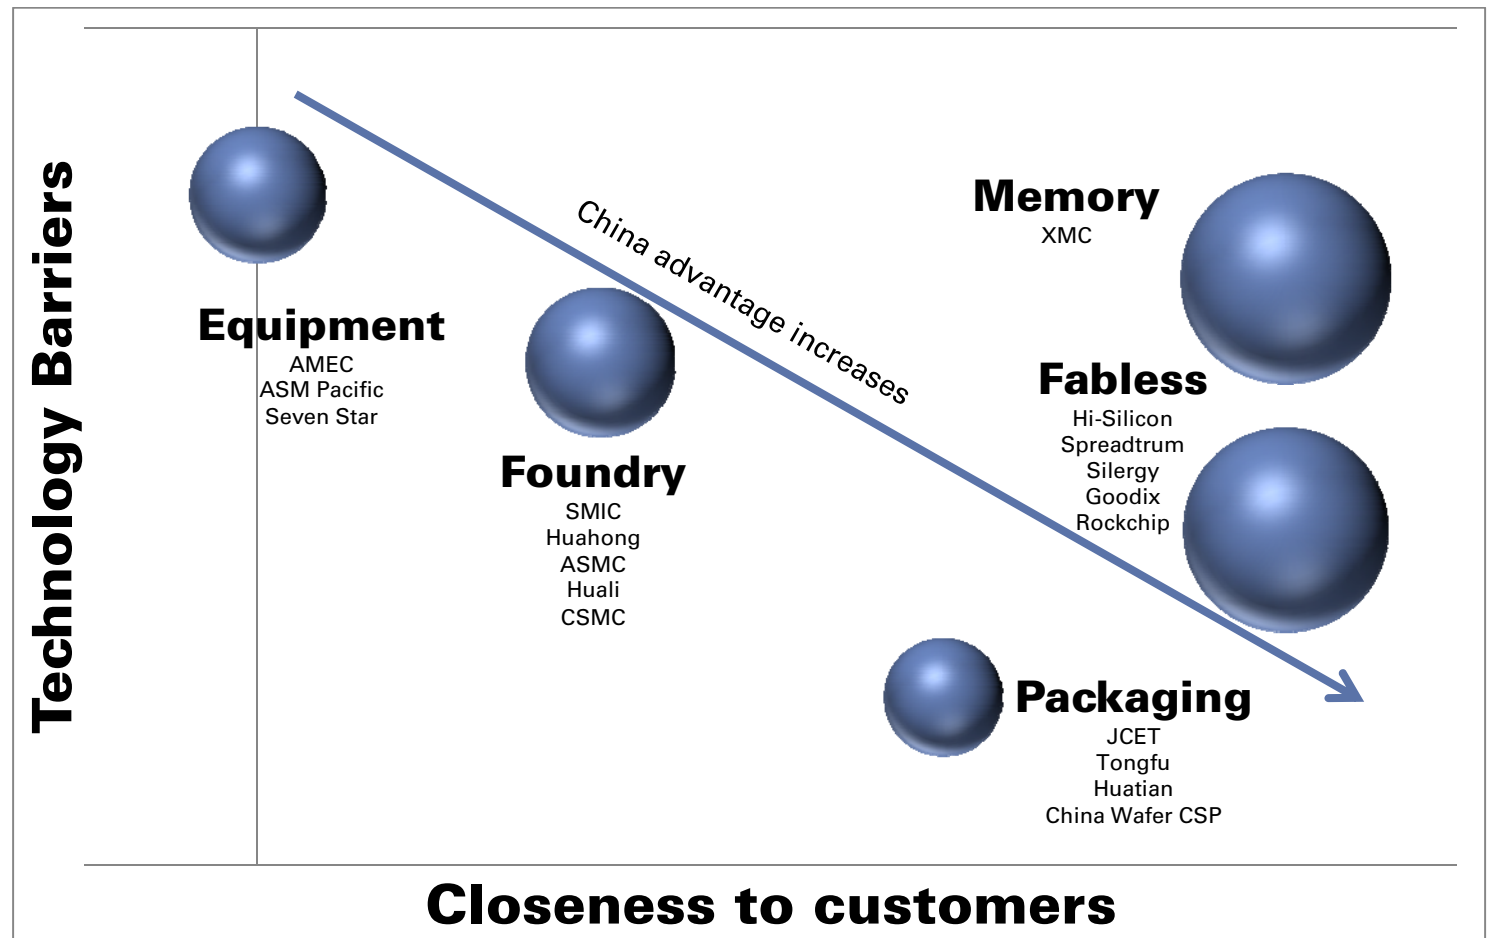 Technology Barriers
China advantage increases
Memory
XMC
Equipment
AMEC
ASM Pacific
Seven Star
Fabless
Hi-Silicon
Spreadtrum
Silergy
Goodix
Rockchip
Foundry
SMIC
Huahong
ASMC
Huali
CSMC
Packaging
JCET
Tongfu
Huatian
China Wafer CSP
Closeness to customers